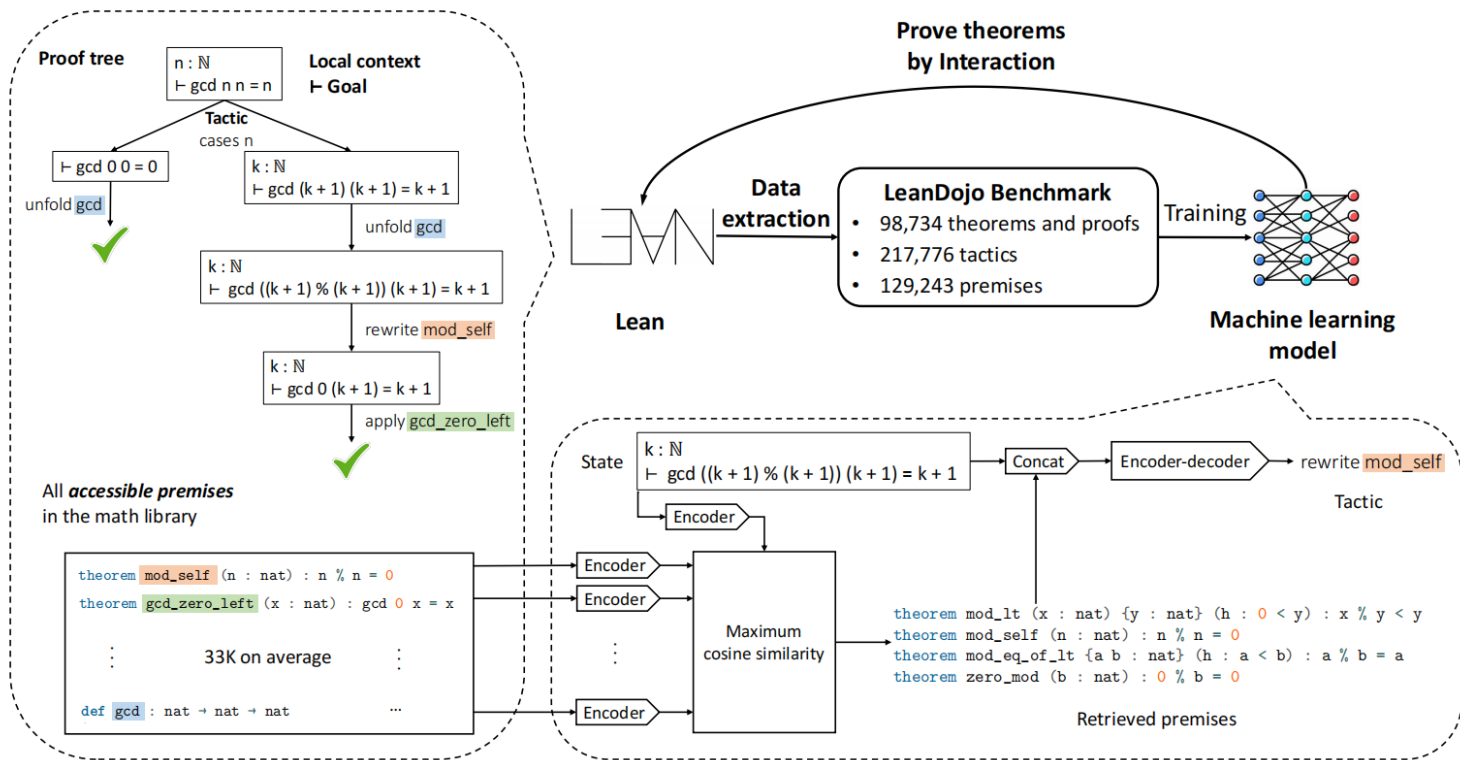 Proof tree
n : ℕ
⊢ gcd n n = n
Local context
⊢ Goal
Tactic
cases n
⊢ gcd 0 0 = 0
k : ℕ
⊢ gcd (k + 1) (k + 1) = k + 1
unfold gcd
unfold gcd
k : ℕ
⊢ gcd ((k + 1) % (k + 1)) (k + 1) = k + 1
rewrite mod_self
k : ℕ
⊢ gcd 0 (k + 1) = k + 1
apply gcd_zero_left
All accessible premises
in the math library
theorem mod_self (n : nat) : n % n = 0
theorem gcd_zero_left (x : nat) : gcd 0 x = x
⋮ 33K on average ⋮
def gcd : nat → nat → nat ...
Prove theorems
by Interaction
LEAN
Lean
Data
extraction
LeanDojo Benchmark
• 98,734 theorems and proofs
• 217,776 tactics
• 129,243 premises
Training
Machine learning
model
State
k : ℕ
⊢ gcd ((k + 1) % (k + 1)) (k + 1) = k + 1
Concat
Encoder-decoder
rewrite mod_self
Tactic
Encoder
Encoder
Encoder
⋮
Encoder
Maximum
cosine similarity
theorem mod_lt (x : nat) {y : nat} (h : 0 < y) : x % y < y
theorem mod_self (n : nat) : n % n = 0
theorem mod_eq_of_lt {a b : nat} (h : a < b) : a % b = a
theorem zero_mod (b : nat) : 0 % b = 0
Retrieved premises